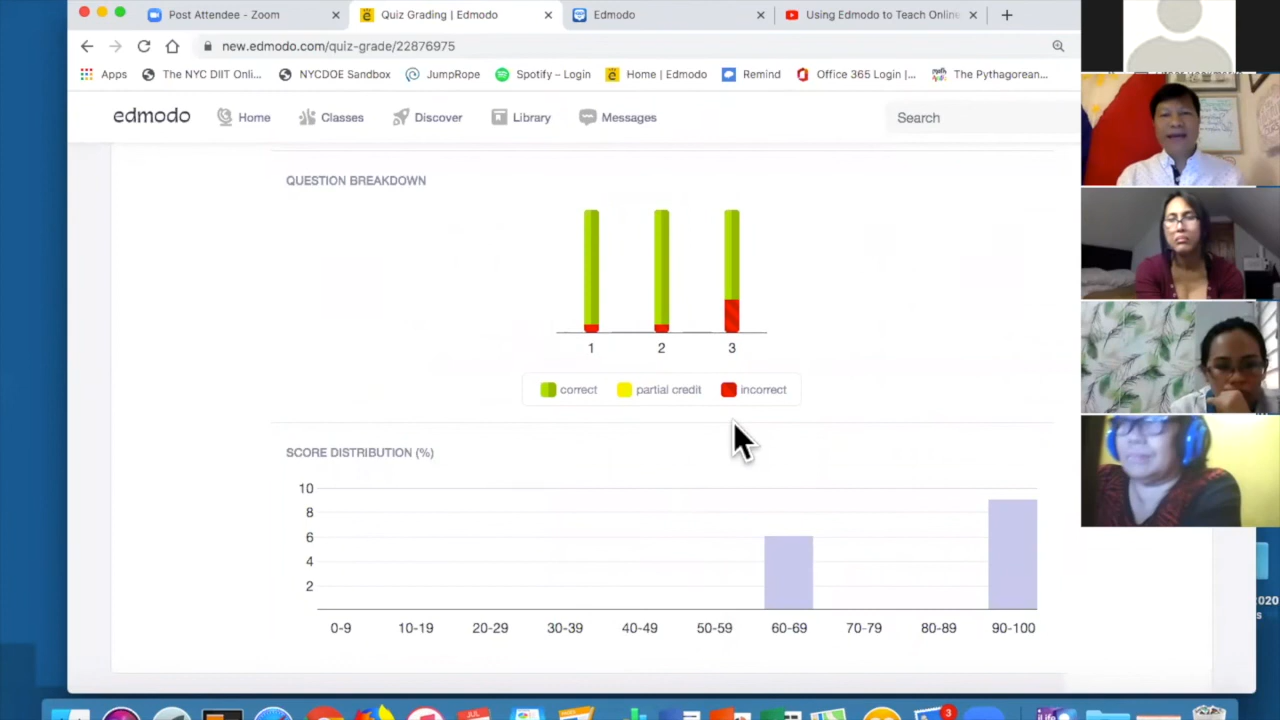 Post Attendee - Zoom
Quiz Grading | Edmodo
Edmodo
Using Edmodo to Teach Online
new.edmodo.com/quiz-grade/22876975
Apps
The NYC DIIT Onli...
NYCDOE Sandbox
JumpRope
Spotify – Login
Home | Edmodo
Remind
Office 365 Login |...
The Pythagorean...
edmodo
Home
Classes
Discover
Library
Messages
Search
QUESTION BREAKDOWN
1 2 3
correct partial credit incorrect
SCORE DISTRIBUTION (%)
10
8
6
4
2
0-9 10-19 20-29 30-39 40-49 50-59 60-69 70-79 80-89 90-100
2020
s
JUL
3
iLife